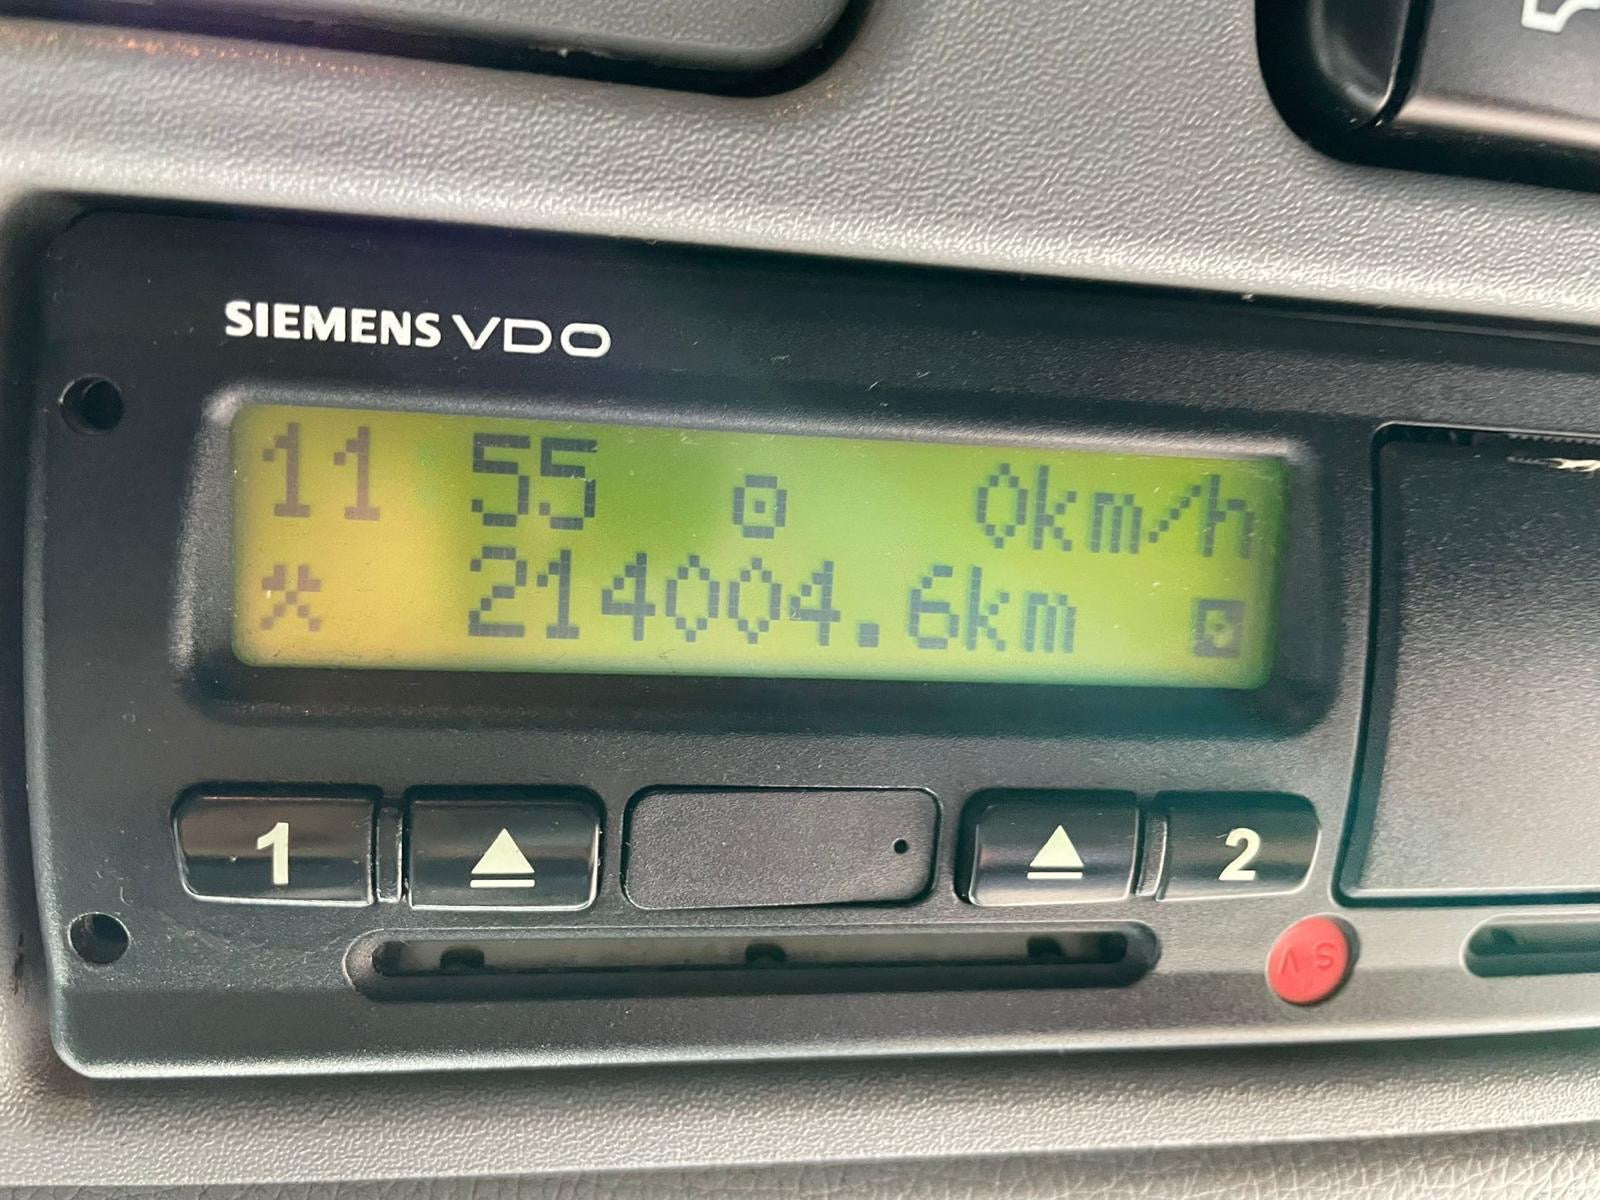 SIEMENS VDO
11 55 0km/h
214004.6km
1 2
S V